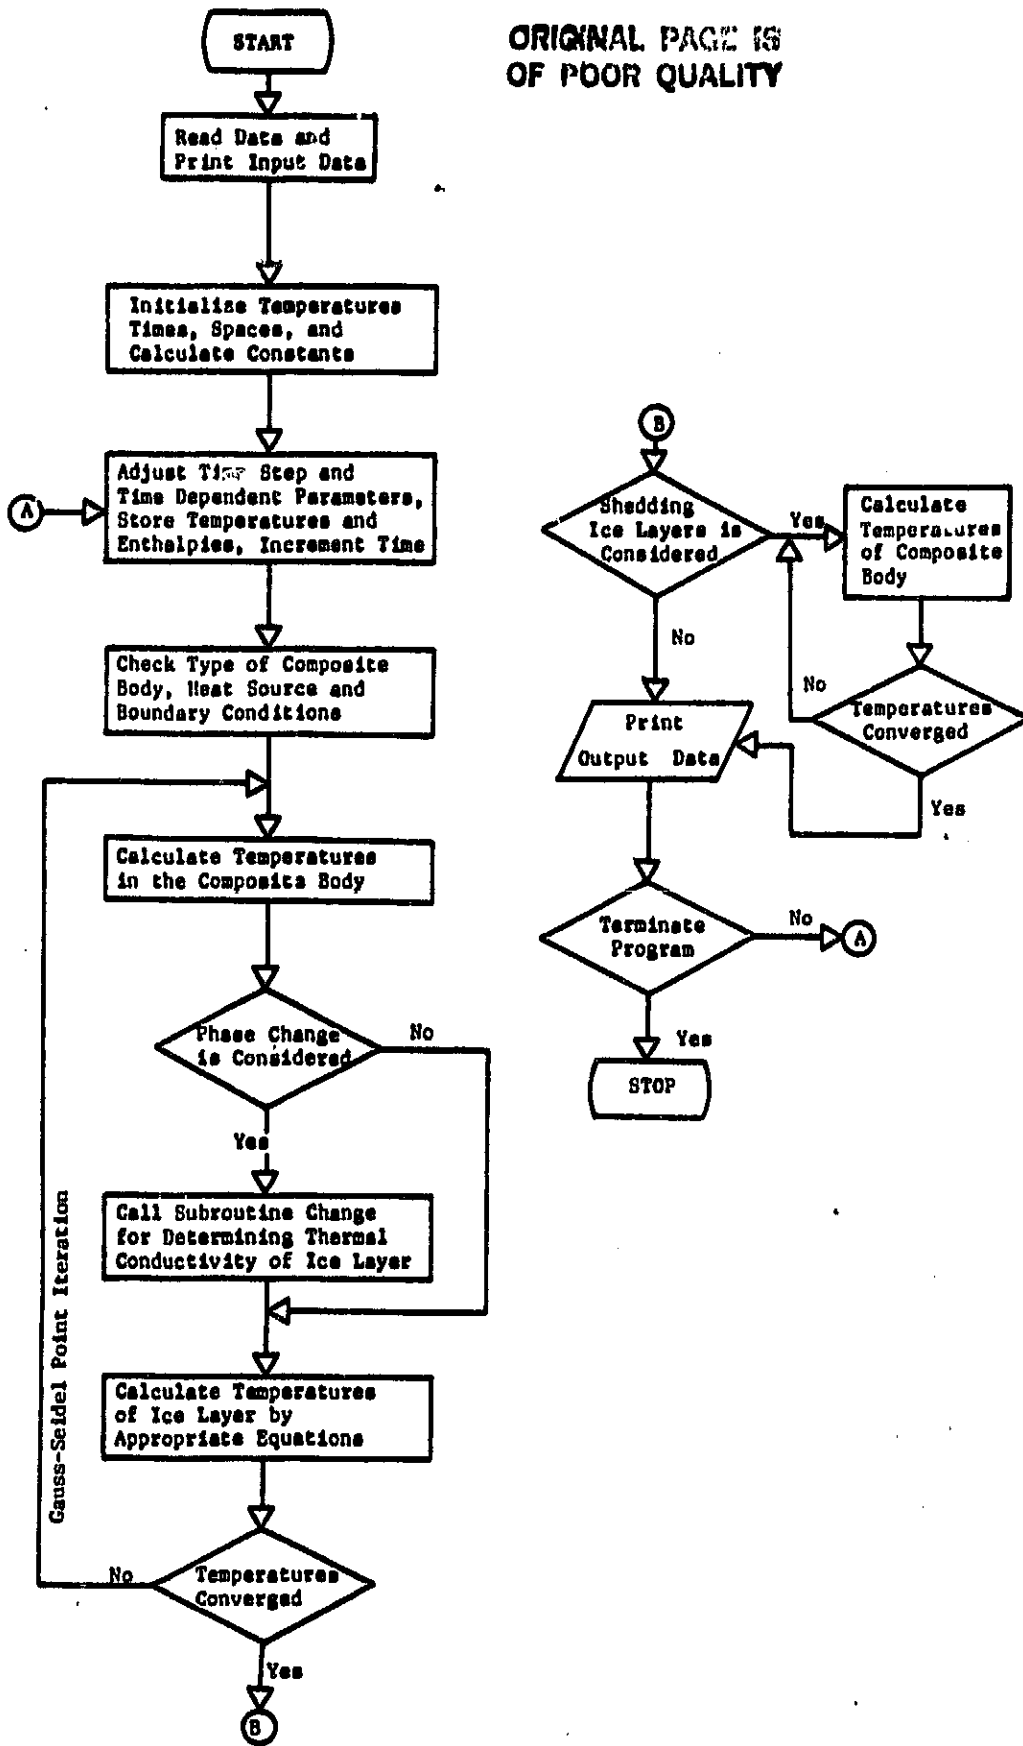 ORIGINAL PAGE IS
OF POOR QUALITY
START
Read Data and
Print Input Data
Initialize Temperatures
Times, Spaces, and
Calculate Constants
A
Adjust Time Step and
Time Dependent Parameters,
Store Temperatures and
Enthalpies, Increment Time
Check Type of Composite
Body, Heat Source and
Boundary Conditions
Calculate Temperatures
in the Composite Body
Phase Change
is Considered
No
Yes
Call Subroutine Change
for Determining Thermal
Conductivity of Ice Layer
Calculate Temperatures
of Ice Layer by
Appropriate Equations
Gauss-Seidel Point Iteration
No
Temperatures
Converged
Yes
B
B
Shedding
Ice Layers is
Considered
Yes
Calculate
Temperatures
of Composite
Body
No
No
Temperatures
Converged
Yes
Print
Output Data
Terminate
Program
No
A
Yes
STOP